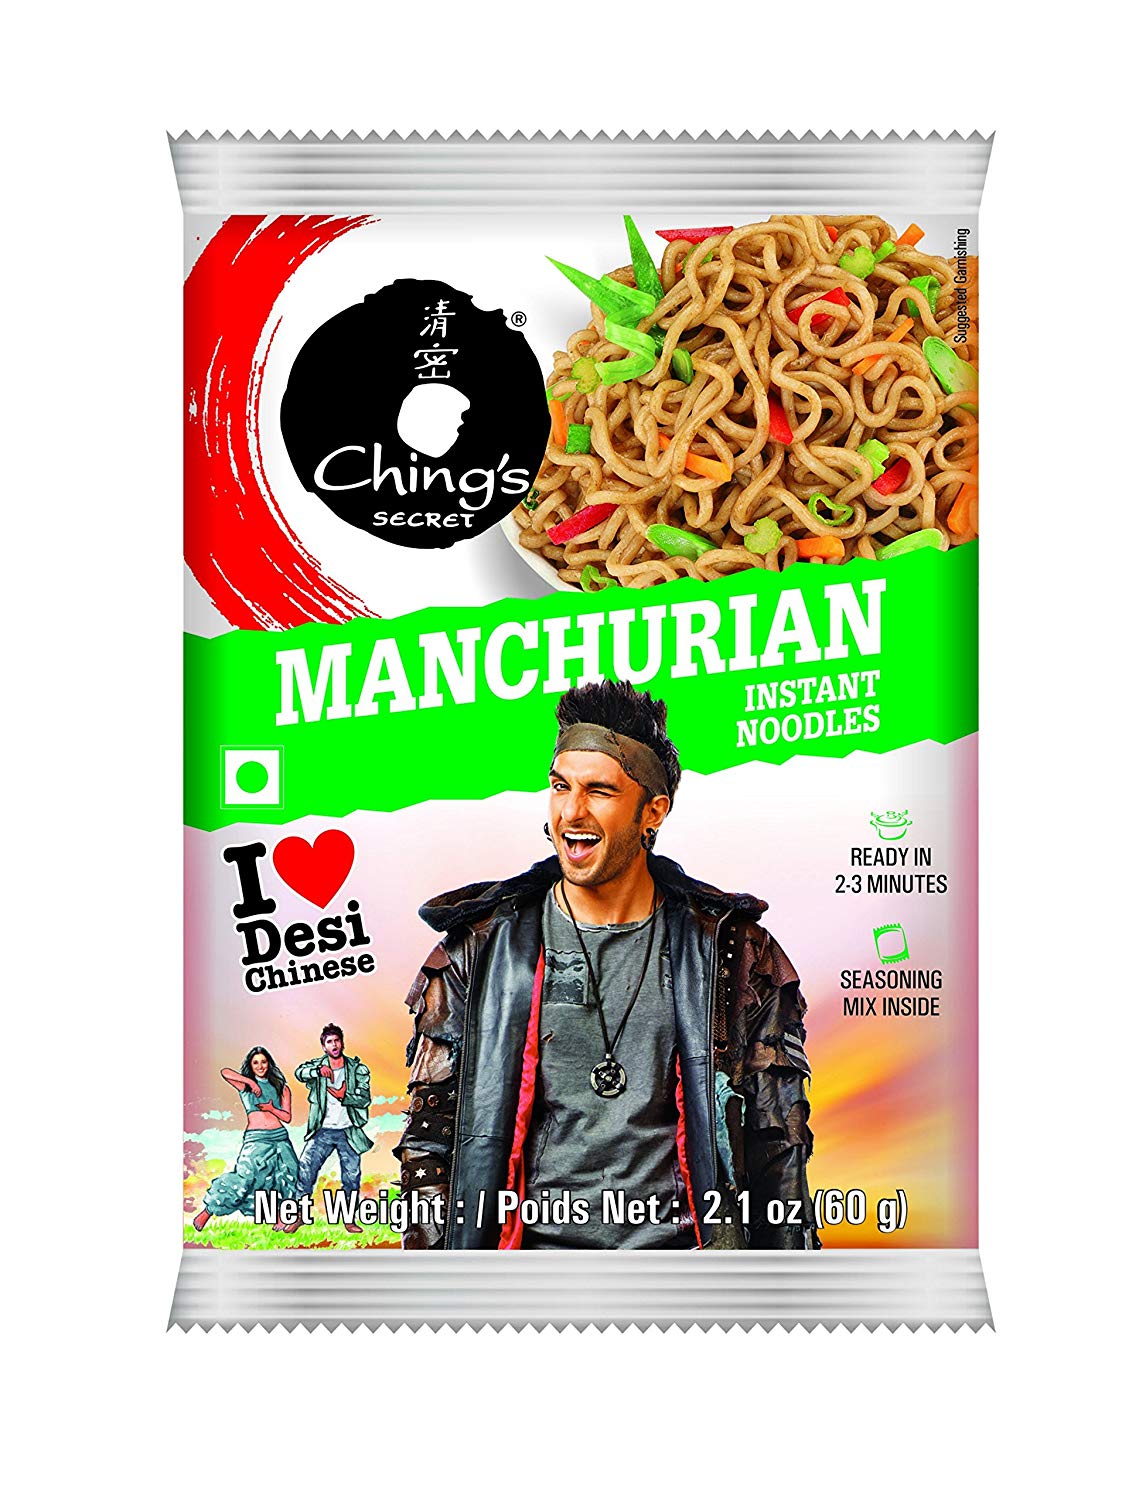 清
密
®
Ching's
SECRET
Suggested Garnishing
MANCHURIAN
INSTANT
NOODLES
I
Desi
Chinese
READY IN
2-3 MINUTES
SEASONING
MIX INSIDE
Net Weight : / Poids Net : 2.1 oz (60 g)